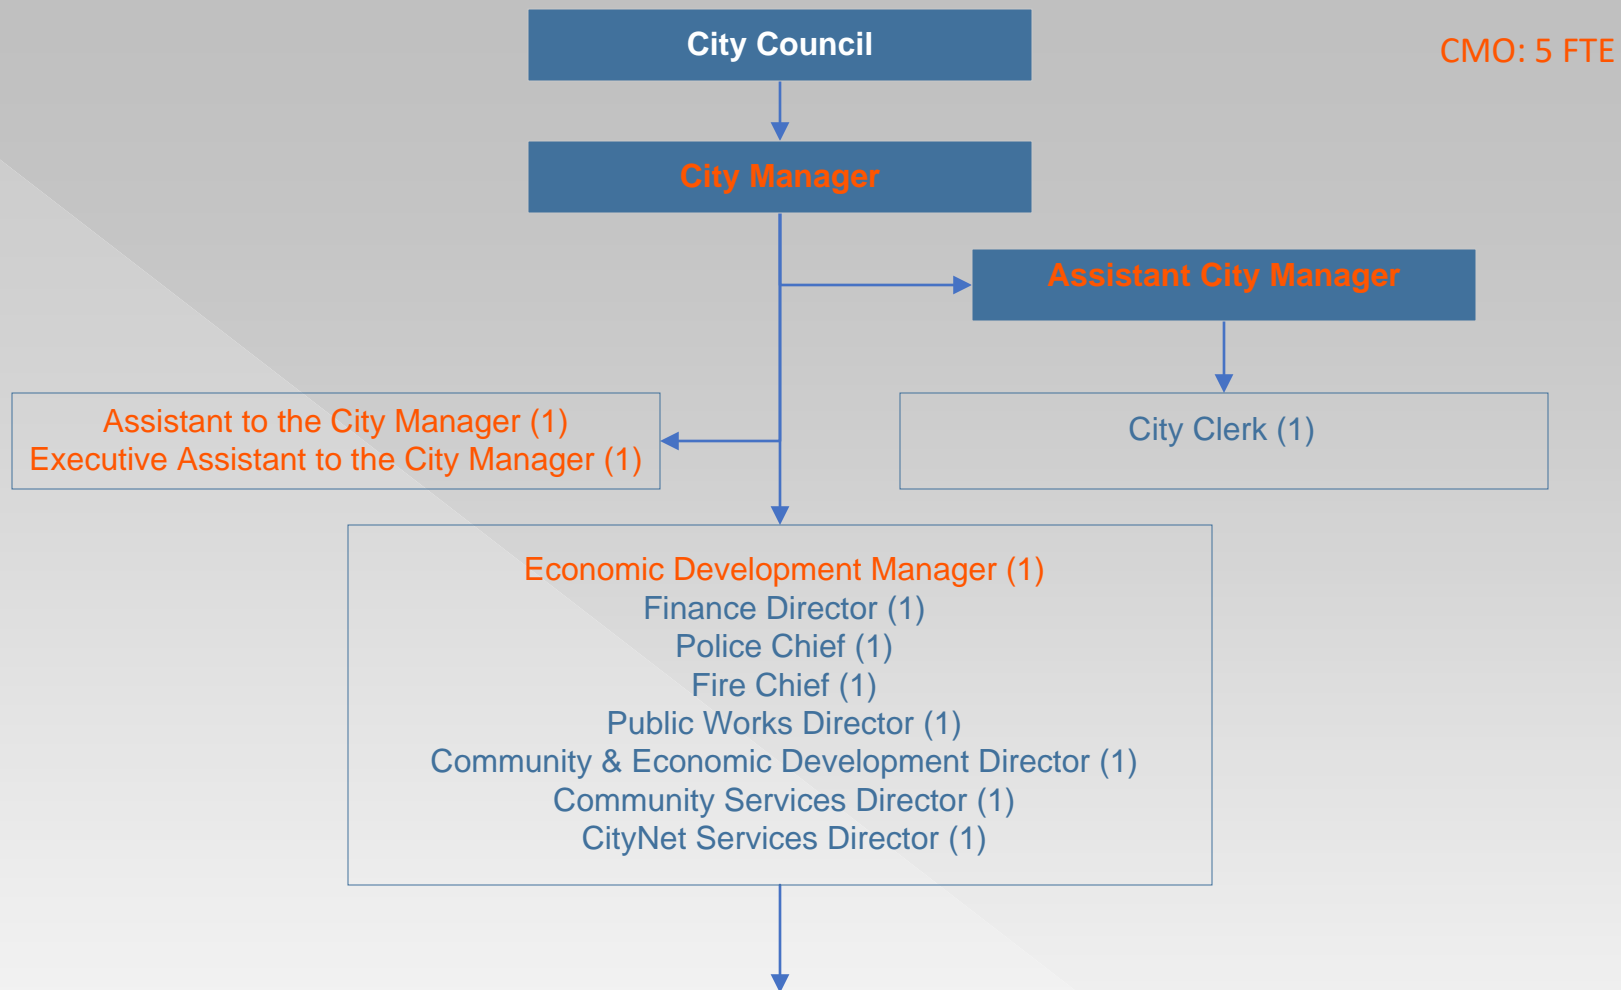 City Council
CMO: 5 FTE
City Manager
Assistant City Manager
Assistant to the City Manager (1)
Executive Assistant to the City Manager (1)
City Clerk (1)
Economic Development Manager (1)
Finance Director (1)
Police Chief (1)
Fire Chief (1)
Public Works Director (1)
Community & Economic Development Director (1)
Community Services Director (1)
CityNet Services Director (1)